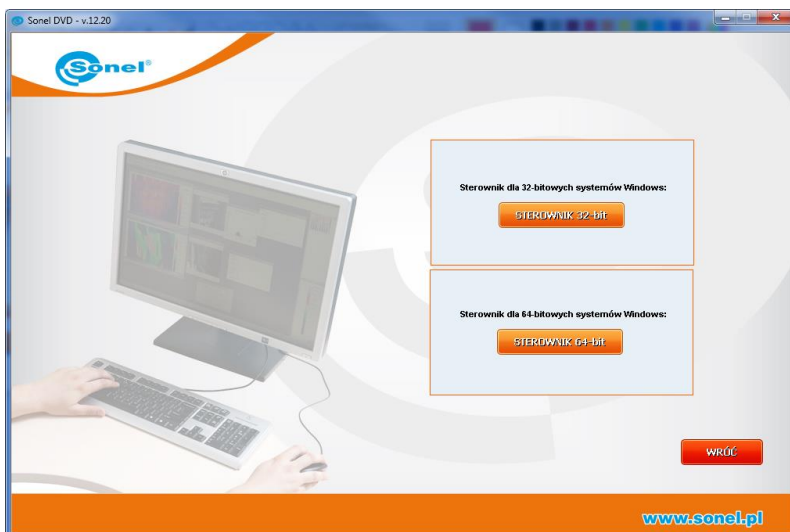 Sonel DVD - v.12.20
Sonel®
Sterownik dla 32-bitowych systemów Windows:
STEROWNIK 32-bit
Sterownik dla 64-bitowych systemów Windows:
STEROWNIK 64-bit
WRÓĆ
www.sonel.pl